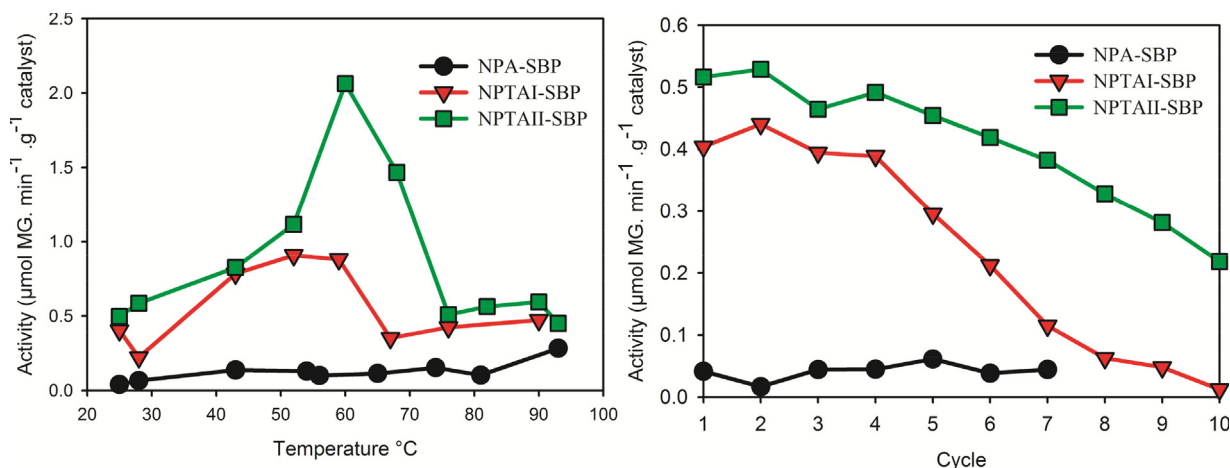 Activity (µmol MG. min⁻¹ .g⁻¹ catalyst)
2.5
2.0
1.5
1.0
0.5
0.0
NPA-SBP
NPTAI-SBP
NPTAII-SBP
20 30 40 50 60 70 80 90 100
Temperature °C
Activity (µmol MG. min⁻¹ .g⁻¹ catalyst)
0.6
0.5
0.4
0.3
0.2
0.1
0.0
NPA-SBP
NPTAI-SBP
NPTAII-SBP
1 2 3 4 5 6 7 8 9 10
Cycle